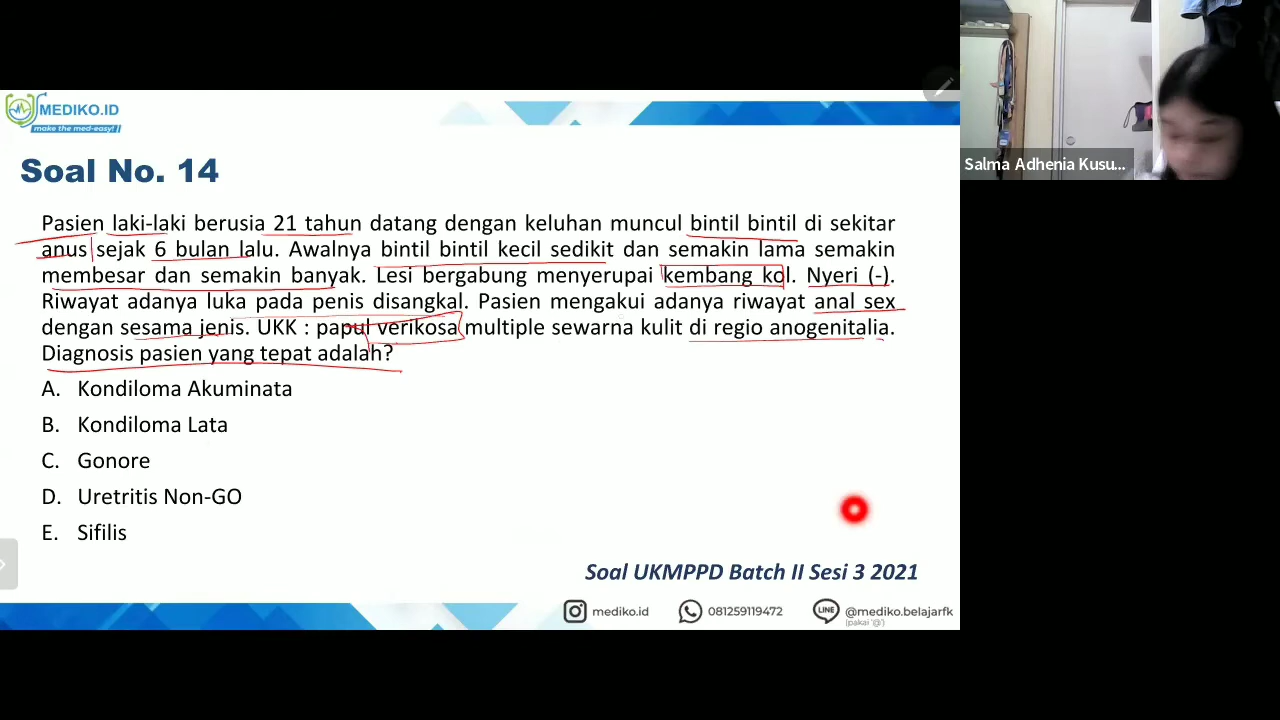 MEDIKO.ID
make the med-easy!
Soal No. 14
Salma Adhenia Kusu...
Pasien laki-laki berusia 21 tahun datang dengan keluhan muncul bintil bintil di sekitar
anus sejak 6 bulan lalu. Awalnya bintil bintil kecil sedikit dan semakin lama semakin
membesar dan semakin banyak. Lesi bergabung menyerupai kembang kol. Nyeri (-).
Riwayat adanya luka pada penis disangkal. Pasien mengakui adanya riwayat anal sex
dengan sesama jenis. UKK : papul verikosa multiple sewarna kulit di regio anogenitalia.
Diagnosis pasien yang tepat adalah?
A. Kondiloma Akuminata
B. Kondiloma Lata
C. Gonore
D. Uretritis Non-GO
E. Sifilis
Soal UKMPPD Batch II Sesi 3 2021
mediko.id
081259119472
LINE
@mediko.belajarfk
(pakai '@')